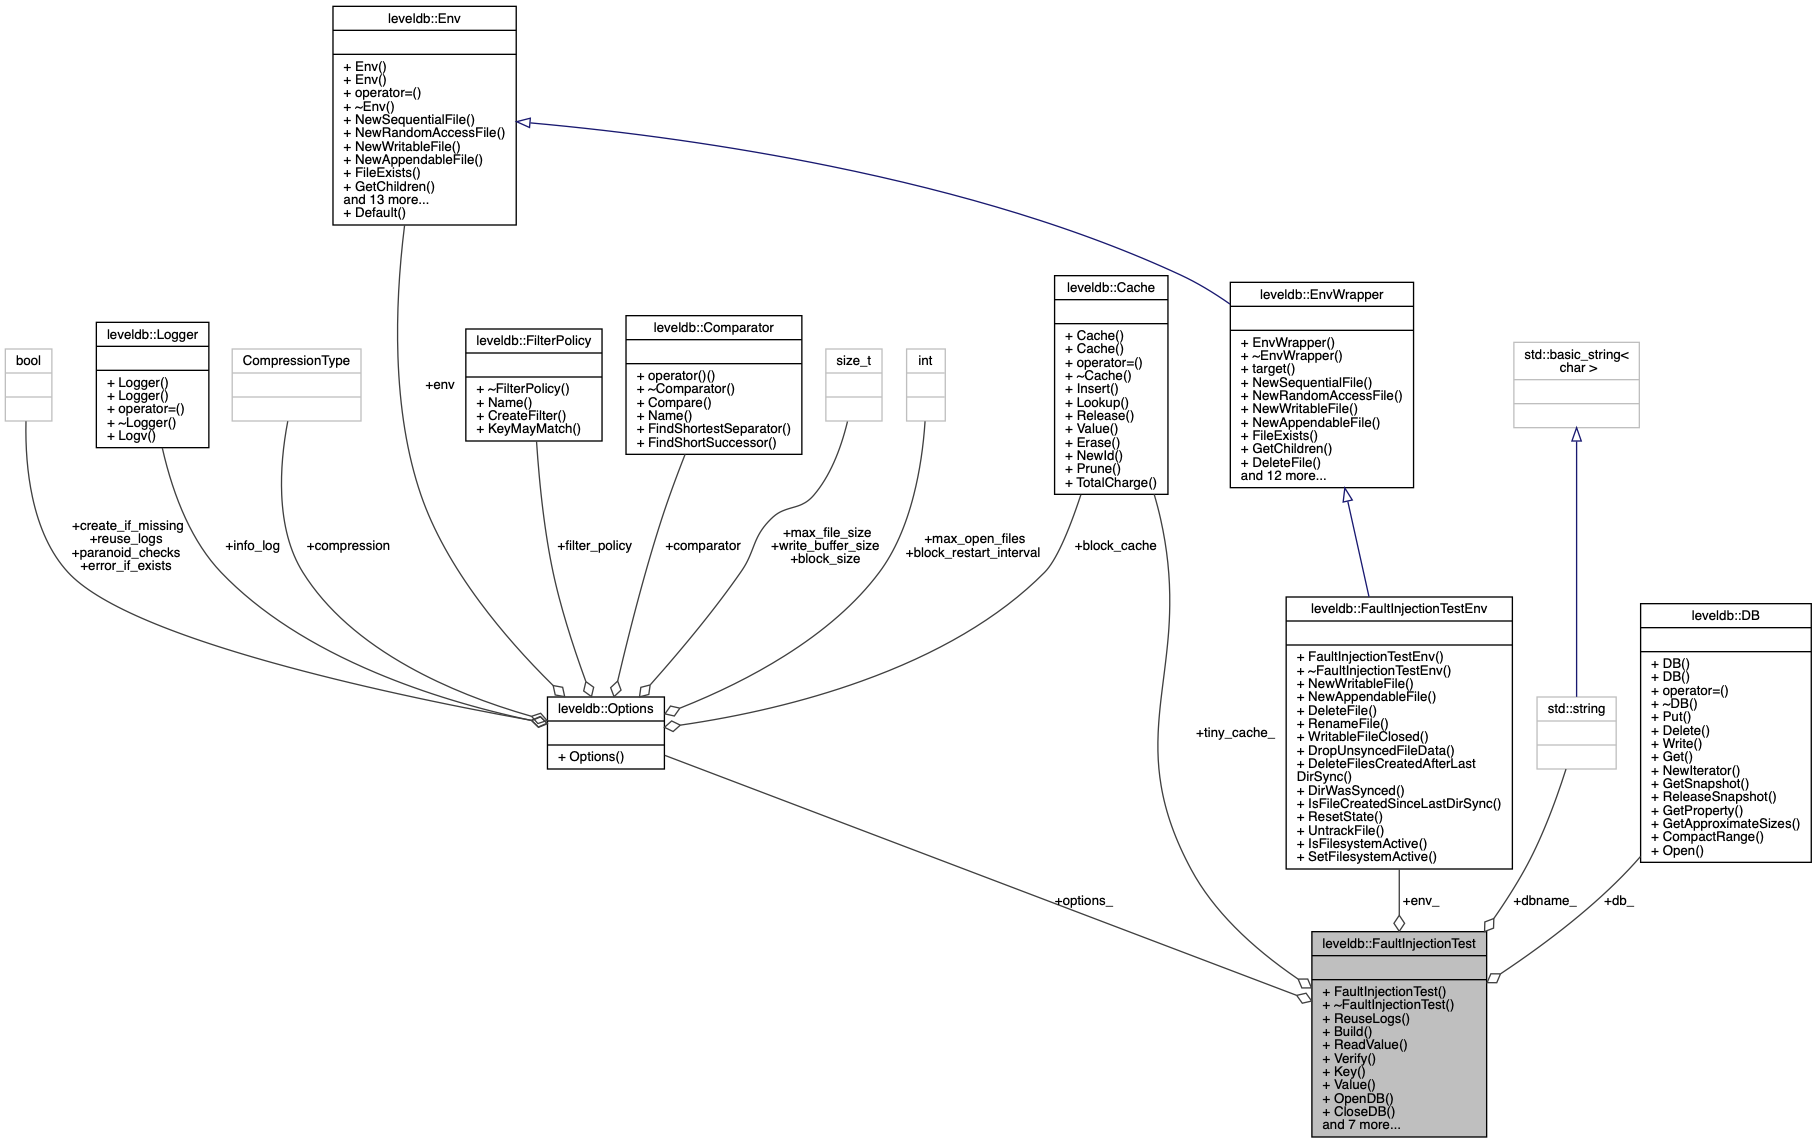 leveldb::Env
+ Env()
+ Env()
+ operator=()
+ ~Env()
+ NewSequentialFile()
+ NewRandomAccessFile()
+ NewWritableFile()
+ NewAppendableFile()
+ FileExists()
+ GetChildren()
and 13 more...
+ Default()
bool
leveldb::Logger
+ Logger()
+ Logger()
+ operator=()
+ ~Logger()
+ Logv()
CompressionType
+env
leveldb::FilterPolicy
+ ~FilterPolicy()
+ Name()
+ CreateFilter()
+ KeyMayMatch()
leveldb::Comparator
+ operator()()
+ ~Comparator()
+ Compare()
+ Name()
+ FindShortestSeparator()
+ FindShortSuccessor()
size_t
int
leveldb::Cache
+ Cache()
+ Cache()
+ operator=()
+ ~Cache()
+ Insert()
+ Lookup()
+ Release()
+ Value()
+ Erase()
+ NewId()
+ Prune()
+ TotalCharge()
leveldb::EnvWrapper
+ EnvWrapper()
+ ~EnvWrapper()
+ target()
+ NewSequentialFile()
+ NewRandomAccessFile()
+ NewWritableFile()
+ NewAppendableFile()
+ FileExists()
+ GetChildren()
+ DeleteFile()
and 12 more...
std::basic_string<
char >
+create_if_missing
+reuse_logs
+paranoid_checks
+error_if_exists
+info_log
+compression
+filter_policy
+comparator
+max_file_size
+write_buffer_size
+block_size
+max_open_files
+block_restart_interval
+block_cache
leveldb::Options
+ Options()
+tiny_cache_
leveldb::FaultInjectionTestEnv
+ FaultInjectionTestEnv()
+ ~FaultInjectionTestEnv()
+ NewWritableFile()
+ NewAppendableFile()
+ DeleteFile()
+ RenameFile()
+ WritableFileClosed()
+ DropUnsyncedFileData()
+ DeleteFilesCreatedAfterLast
DirSync()
+ DirWasSynced()
+ IsFileCreatedSinceLastDirSync()
+ ResetState()
+ UntrackFile()
+ IsFilesystemActive()
+ SetFilesystemActive()
std::string
leveldb::DB
+ DB()
+ DB()
+ operator=()
+ ~DB()
+ Put()
+ Delete()
+ Write()
+ Get()
+ NewIterator()
+ GetSnapshot()
+ ReleaseSnapshot()
+ GetProperty()
+ GetApproximateSizes()
+ CompactRange()
+ Open()
+options_
+env_
+dbname_
+db_
leveldb::FaultInjectionTest
+ FaultInjectionTest()
+ ~FaultInjectionTest()
+ ReuseLogs()
+ Build()
+ ReadValue()
+ Verify()
+ Key()
+ Value()
+ OpenDB()
+ CloseDB()
and 7 more...